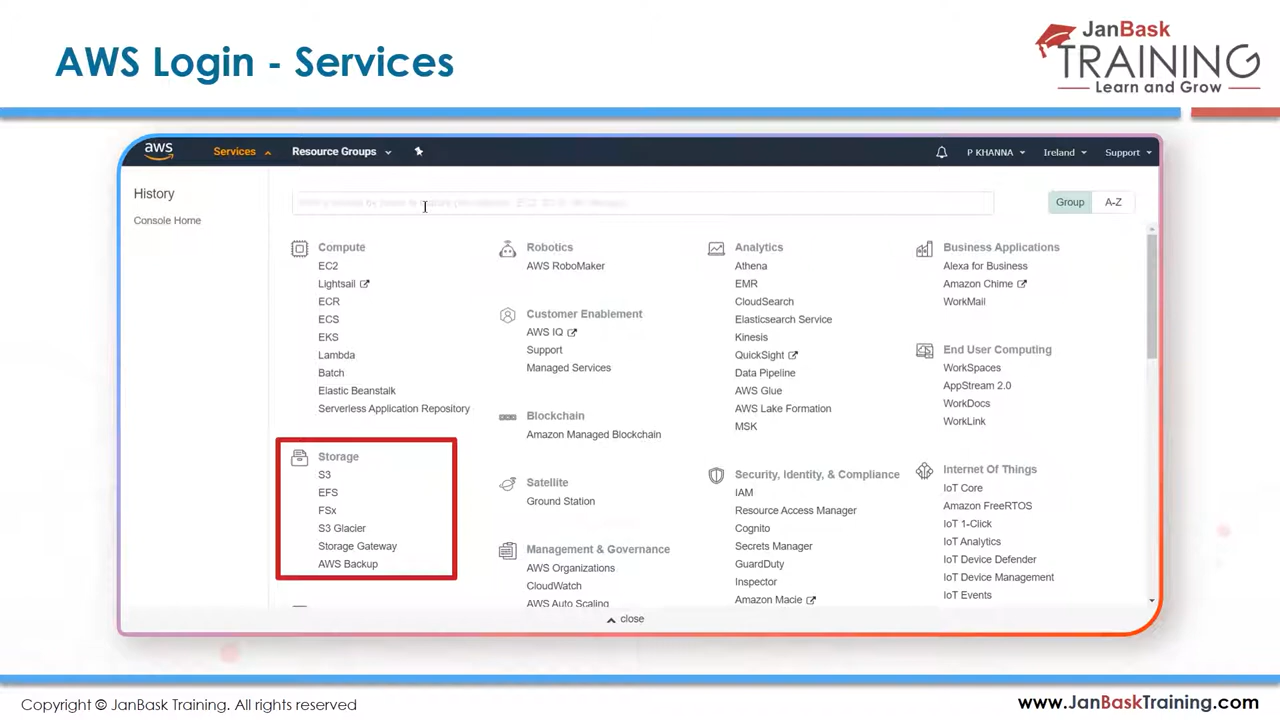 AWS Login - Services
JanBask
TRAINING
Learn and Grow
aws
Services
Resource Groups
P KHANNA
Ireland
Support
History
Console Home
Group
A-Z
Compute
EC2
Lightsail
ECR
ECS
EKS
Lambda
Batch
Elastic Beanstalk
Serverless Application Repository
Storage
S3
EFS
FSx
S3 Glacier
Storage Gateway
AWS Backup
Robotics
AWS RoboMaker
Customer Enablement
AWS IQ
Support
Managed Services
Blockchain
Amazon Managed Blockchain
Satellite
Ground Station
Management & Governance
AWS Organizations
CloudWatch
AWS Auto Scaling
Analytics
Athena
EMR
CloudSearch
Elasticsearch Service
Kinesis
QuickSight
Data Pipeline
AWS Glue
AWS Lake Formation
MSK
Security, Identity, & Compliance
IAM
Resource Access Manager
Cognito
Secrets Manager
GuardDuty
Inspector
Amazon Macie
Business Applications
Alexa for Business
Amazon Chime
WorkMail
End User Computing
WorkSpaces
AppStream 2.0
WorkDocs
WorkLink
Internet Of Things
IoT Core
Amazon FreeRTOS
IoT 1-Click
IoT Analytics
IoT Device Defender
IoT Device Management
IoT Events
close
Copyright © JanBask Training. All rights reserved
www.JanBaskTraining.com